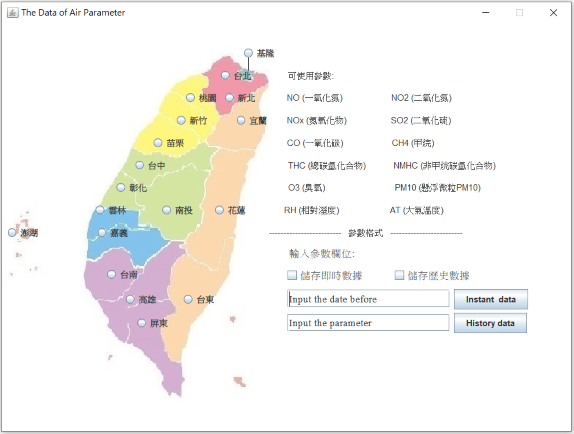 The Data of Air Parameter
基隆
台北
桃園
新北
新竹
宜蘭
苗栗
台中
彰化
雲林
南投
花蓮
澎湖
嘉義
台南
高雄
台東
屏東
可使用參數:
NO (一氧化氮) NO2 (二氧化氮)
NOx (氮氧化物) SO2 (二氧化硫)
CO (一氧化碳) CH4 (甲烷)
THC (總碳氫化合物) NMHC (非甲烷碳氫化合物)
O3 (臭氧) PM10 (懸浮微粒PM10)
RH (相對溼度) AT (大氣溫度)
------------------------ 參數格式 ------------------------
輸入參數欄位:
儲存即時數據 儲存歷史數據
Input the date before Instant data
Input the parameter History data